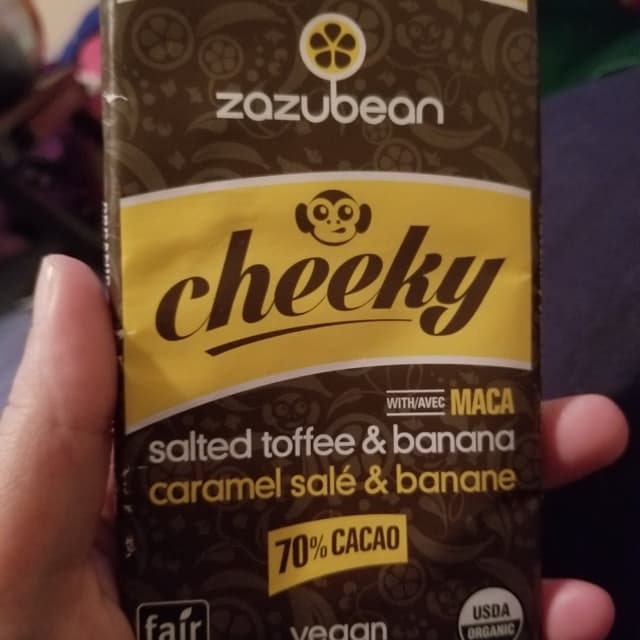 zazubean
cheeky
WITH/AVEC MACA
salted toffee & banana
caramel salé & banane
70% CACAO
fair
vegan
USDA
ORGANIC